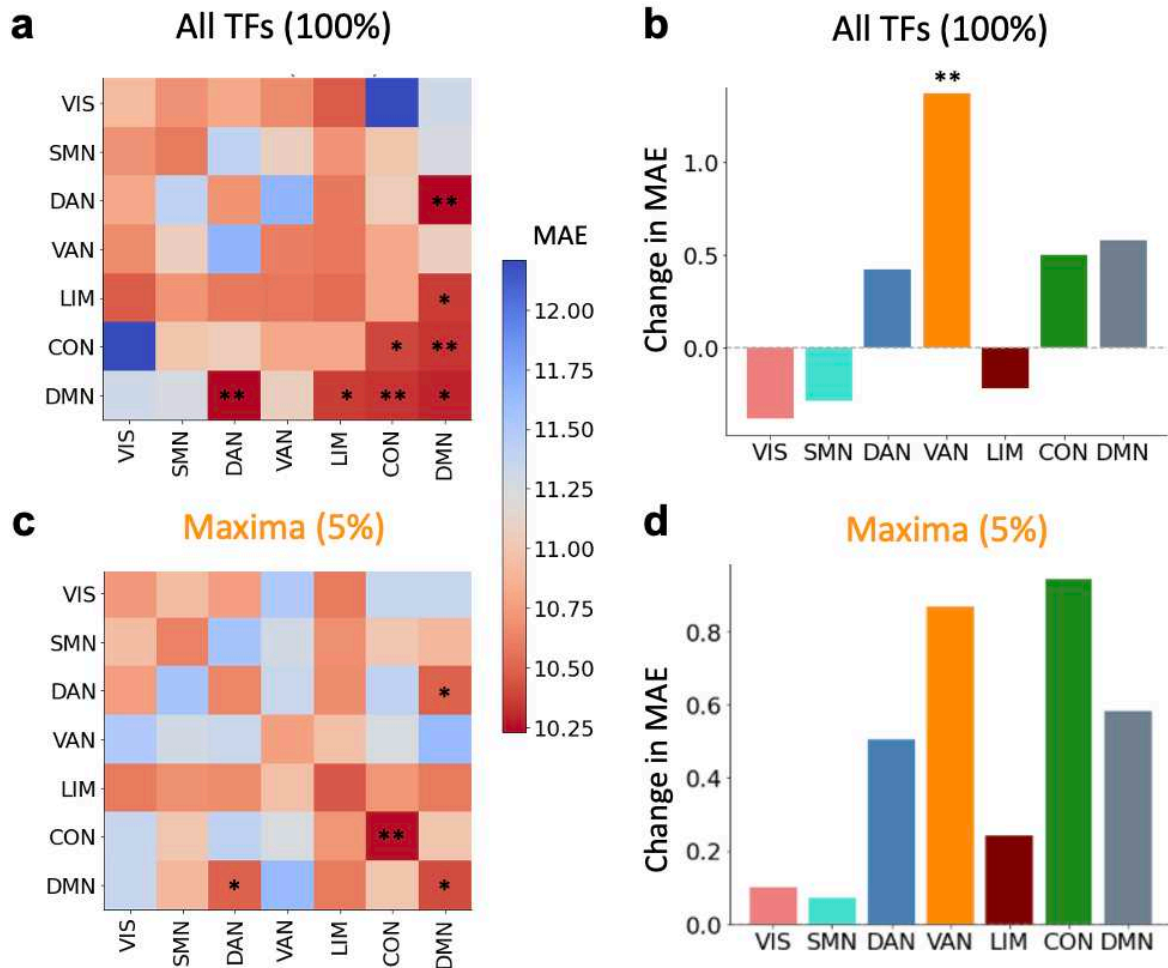 a
All TFs (100%)
VIS
SMN
DAN
**
VAN
LIM
*
CON
* **
DMN
** * ** *
VIS SMN DAN VAN LIM CON DMN
MAE
12.00
11.75
11.50
11.25
11.00
10.75
10.50
10.25
b
All TFs (100%)
**
Change in MAE
1.0
0.5
0.0
VIS SMN DAN VAN LIM CON DMN
c
Maxima (5%)
VIS
SMN
DAN
*
VAN
LIM
CON
**
DMN
* *
VIS SMN DAN VAN LIM CON DMN
d
Maxima (5%)
Change in MAE
0.8
0.6
0.4
0.2
0.0
VIS SMN DAN VAN LIM CON DMN